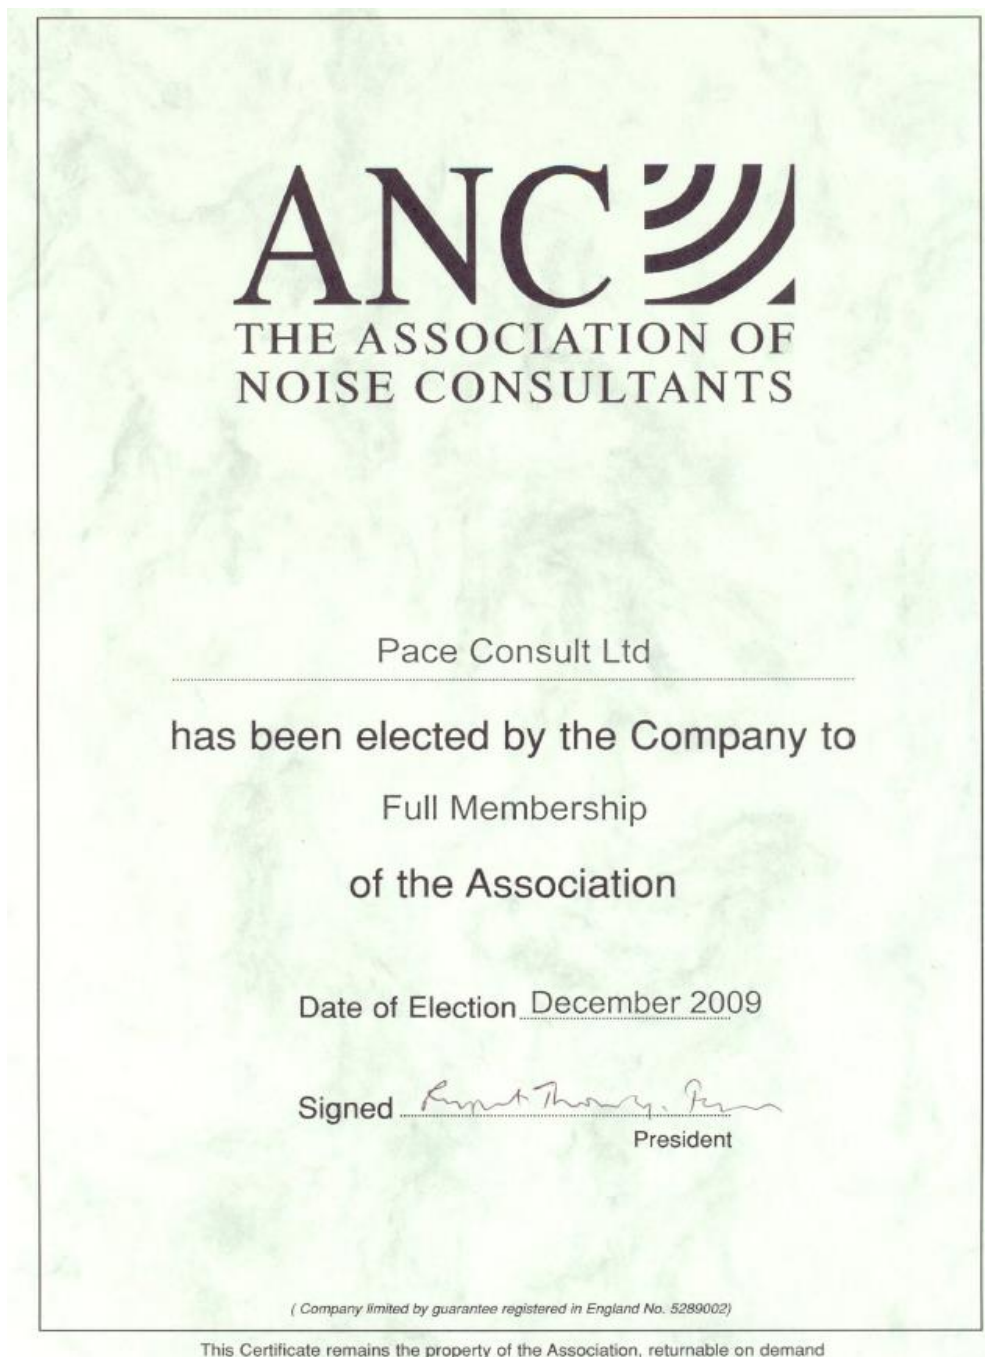 ANC
THE ASSOCIATION OF
NOISE CONSULTANTS
Pace Consult Ltd
has been elected by the Company to
Full Membership
of the Association
Date of Election December 2009
Signed
President
( Company limited by guarantee registered in England No. 5289002)
This Certificate remains the property of the Association, returnable on demand